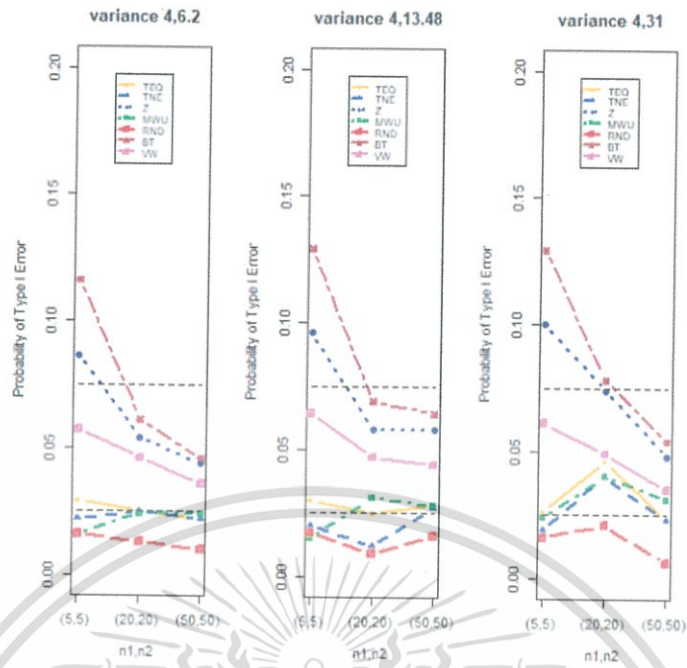 variance 4,6.2
Probability of Type I Error
0.20
0.15
0.10
0.05
0.00
TEQ
TNE
Z
MWU
RND
BT
VW
(5,5)
(20,20)
(50,50)
n1,n2
variance 4,13.48
Probability of Type I Error
0.20
0.15
0.10
0.05
0.00
TEQ
TNE
Z
MWU
RND
BT
VW
(5,5)
(20,20)
(50,50)
n1,n2
variance 4,31
Probability of Type I Error
0.20
0.15
0.10
0.05
0.00
TEQ
TNE
Z
MWU
RND
BT
VW
(5,5)
(20,20)
(50,50)
n1,n2